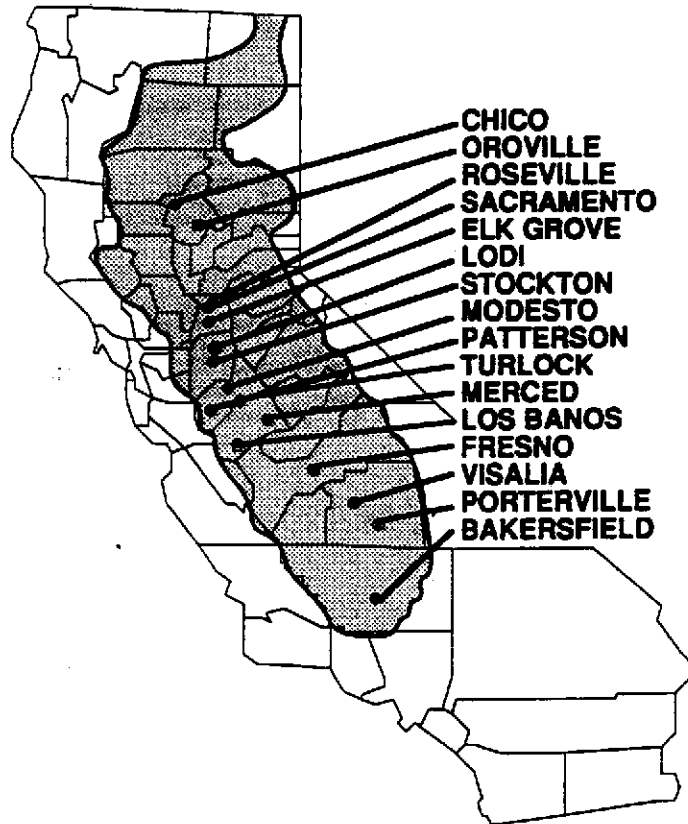 CHICO
OROVILLE
ROSEVILLE
SACRAMENTO
ELK GROVE
LODI
STOCKTON
MODESTO
PATTERSON
TURLOCK
MERCED
LOS BANOS
FRESNO
VISALIA
PORTERVILLE
BAKERSFIELD